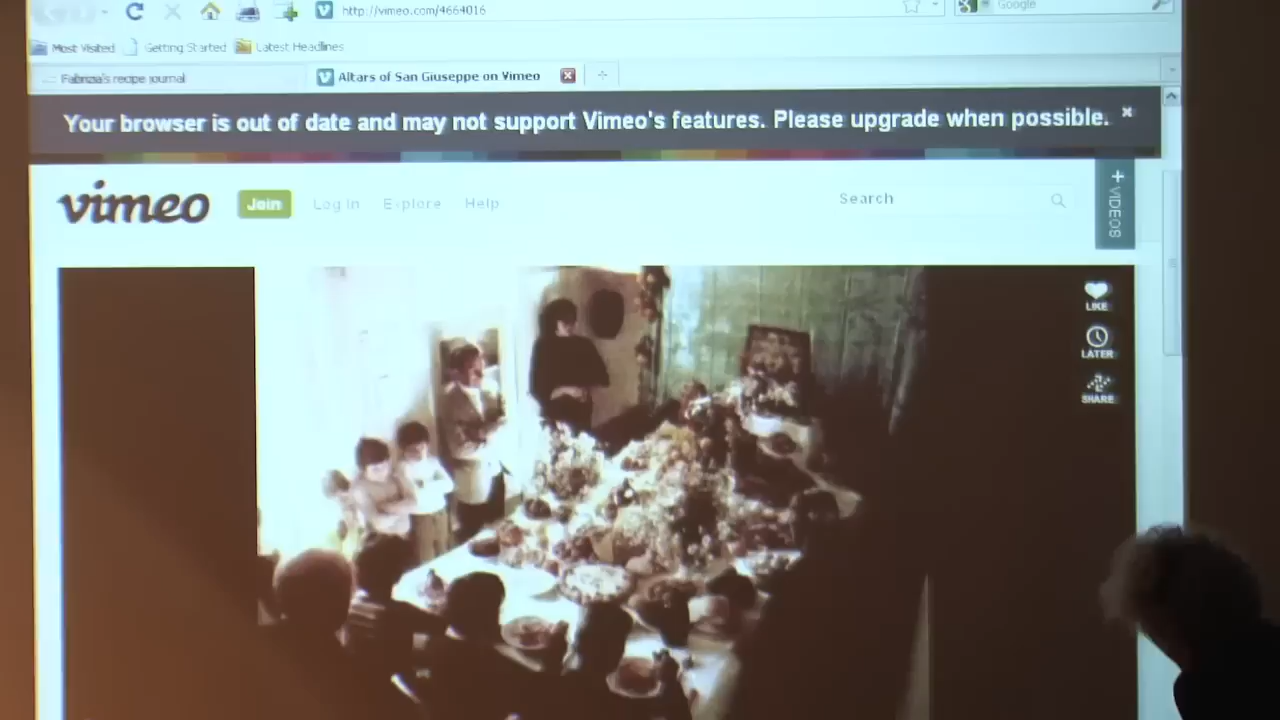 http://vimeo.com/4664016
Google
Most Visited Getting Started Latest Headlines
Fabrizia's recipe journal
Altars of San Giuseppe on Vimeo
Your browser is out of date and may not support Vimeo's features. Please upgrade when possible.
vimeo Join Log In Explore Help
Search
+ VIDEOS
LIKE
LATER
SHARE